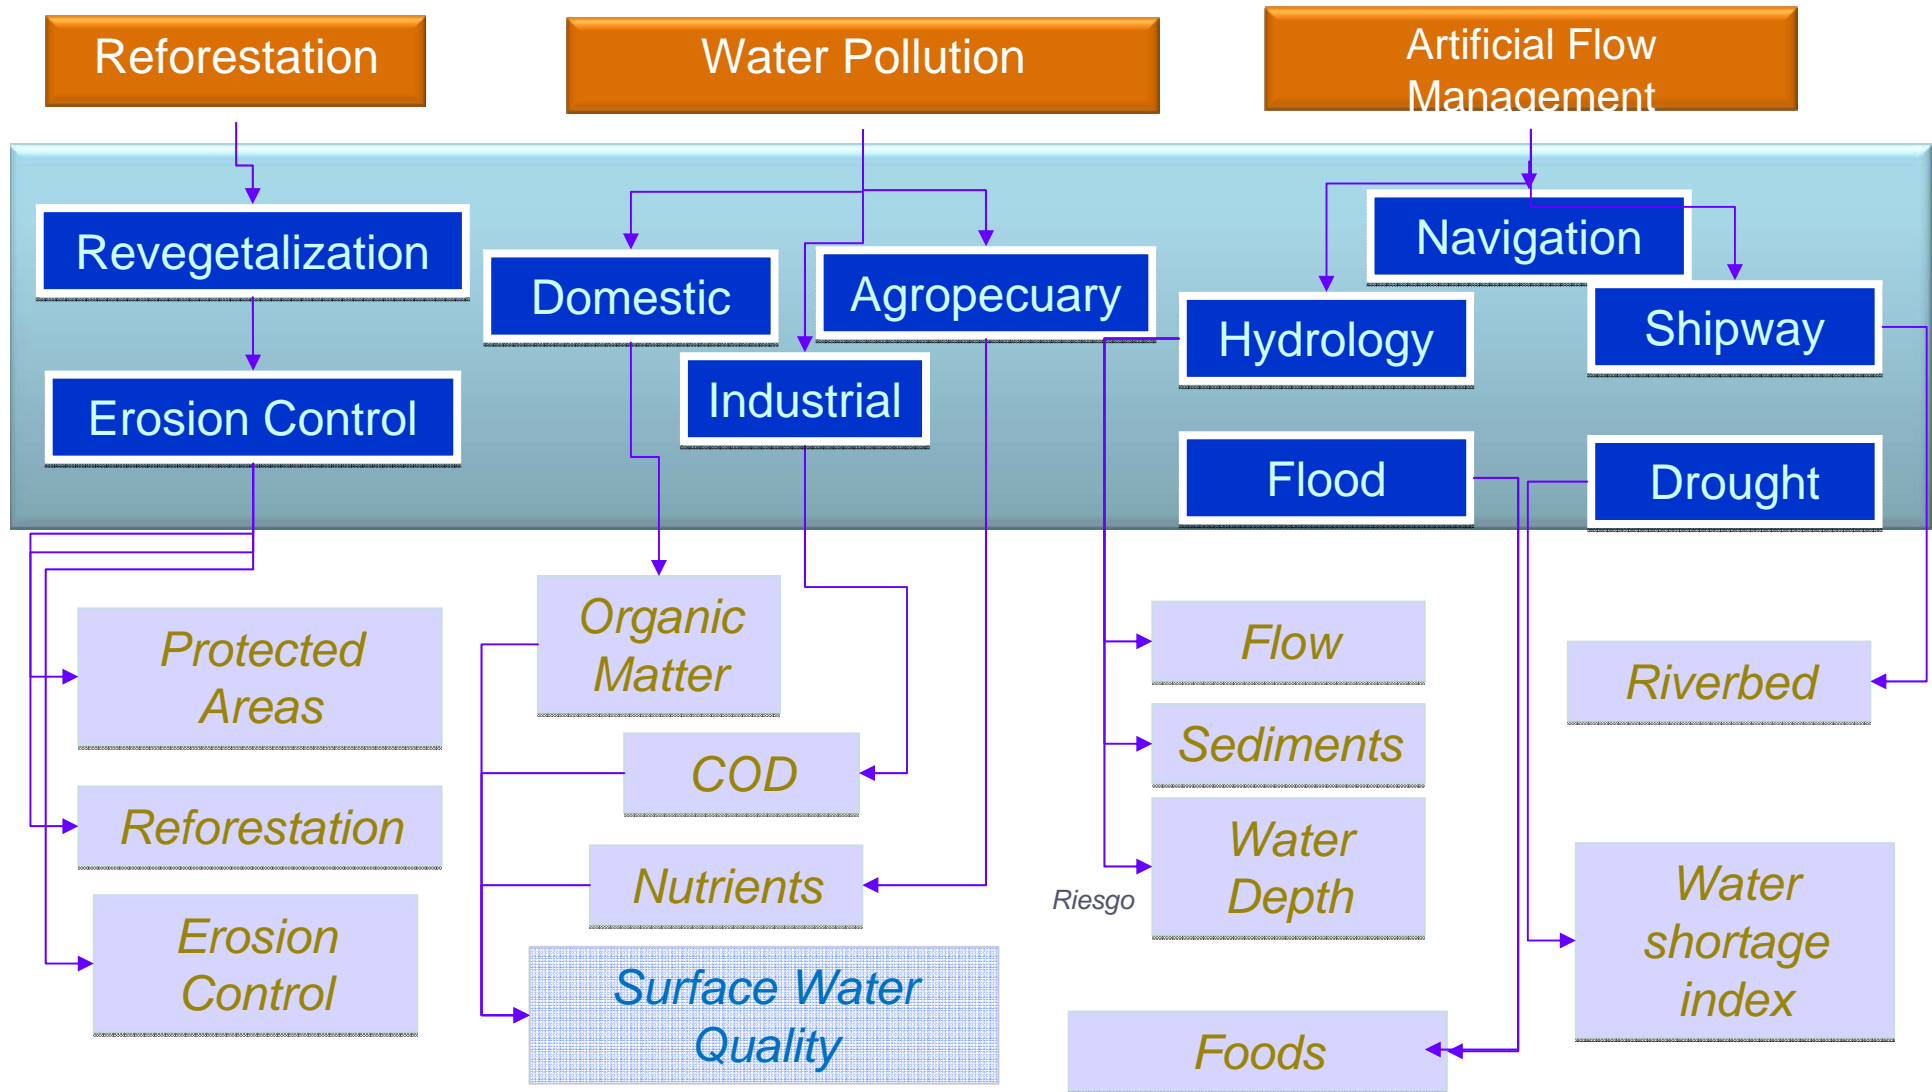 Reforestation
Water Pollution
Artificial Flow
Management
Revegetalization
Domestic
Agropecuary
Navigation
Hydrology
Shipway
Erosion Control
Industrial
Flood
Drought
Protected
Areas
Organic
Matter
Flow
Riverbed
COD
Sediments
Reforestation
Nutrients
Water
Depth
Riesgo
Water
shortage
index
Erosion
Control
Surface Water
Quality
Foods